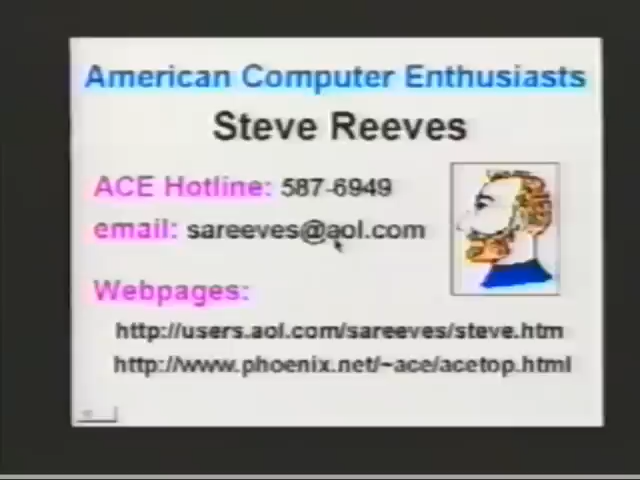 American Computer Enthusiasts
Steve Reeves
ACE Hotline: 587-6949
email: sareeves@aol.com
Webpages:
http://users.aol.com/sareeves/steve.htm
http://www.phoenix.net/~ace/acetop.html